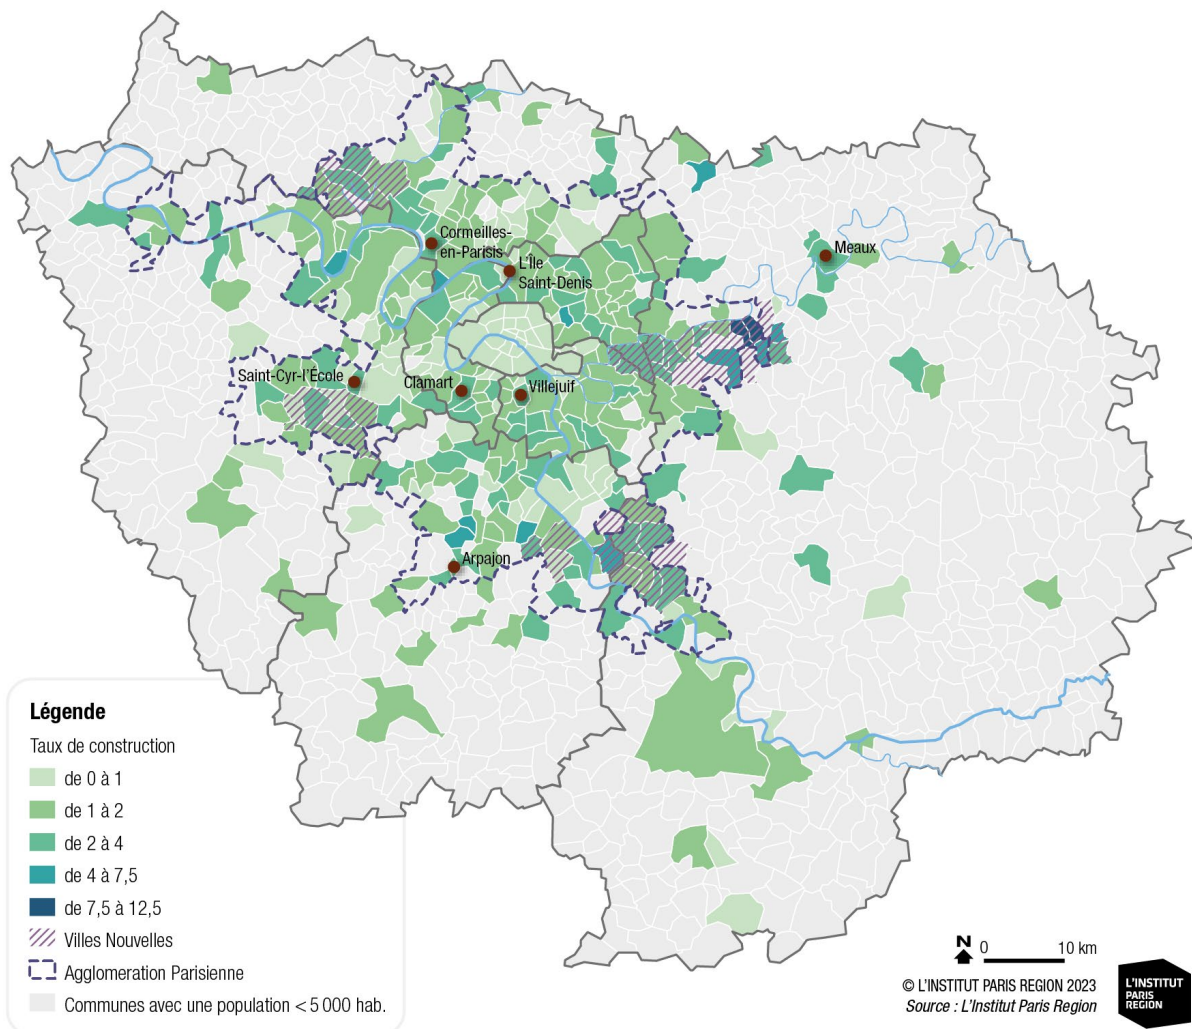 Cormeilles-
en-Parisis
L'Île
Saint-Denis
Meaux
Saint-Cyr-l'École
Clamart
Villejuif
Arpajon
Légende
Taux de construction
de 0 à 1
de 1 à 2
de 2 à 4
de 4 à 7,5
de 7,5 à 12,5
Villes Nouvelles
Agglomeration Parisienne
Communes avec une population < 5 000 hab.
N 0 10 km
© L'INSTITUT PARIS REGION 2023
Source : L'Institut Paris Region
L'INSTITUT
PARIS
REGION